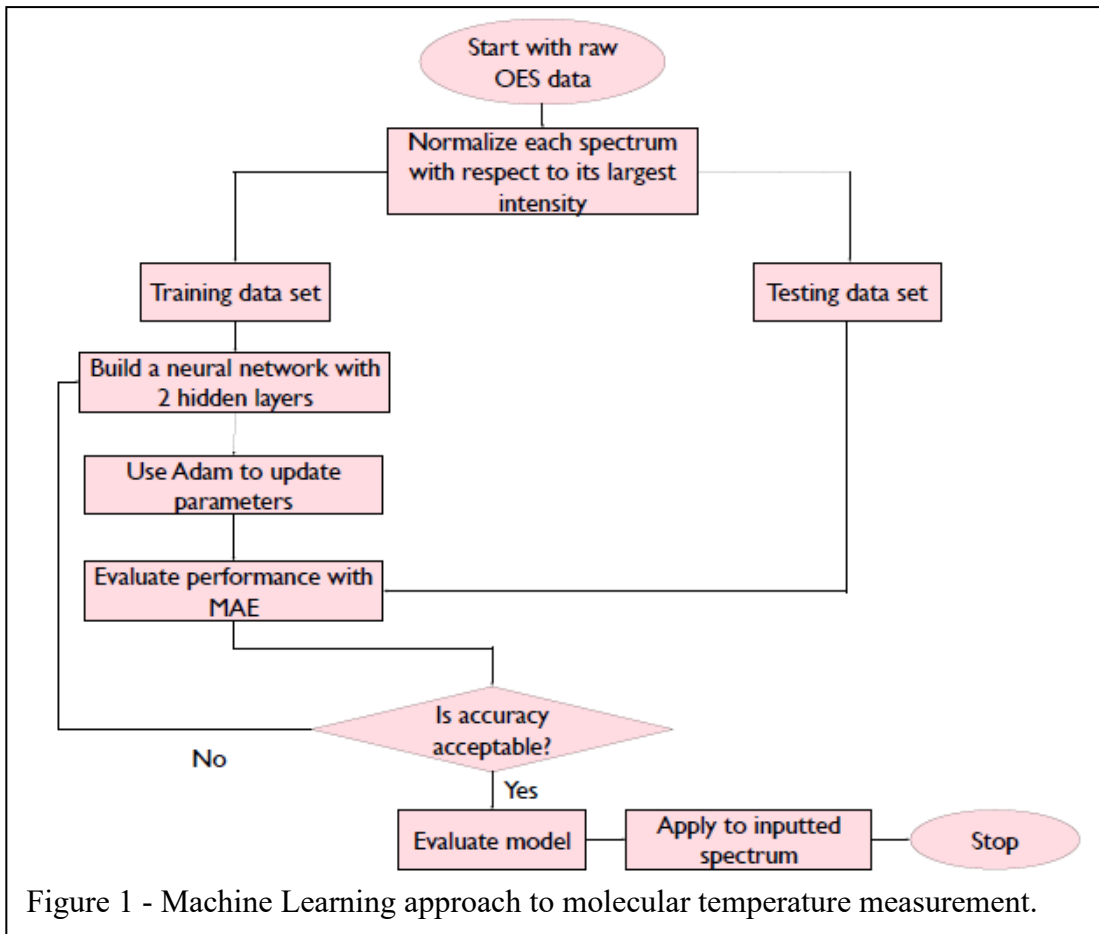 Start with raw
OES data
Normalize each spectrum
with respect to its largest
intensity
Training data set
Testing data set
Build a neural network with
2 hidden layers
Use Adam to update
parameters
Evaluate performance with
MAE
Is accuracy
acceptable?
No
Yes
Evaluate model
Apply to inputted
spectrum
Stop
Figure 1 - Machine Learning approach to molecular temperature measurement.